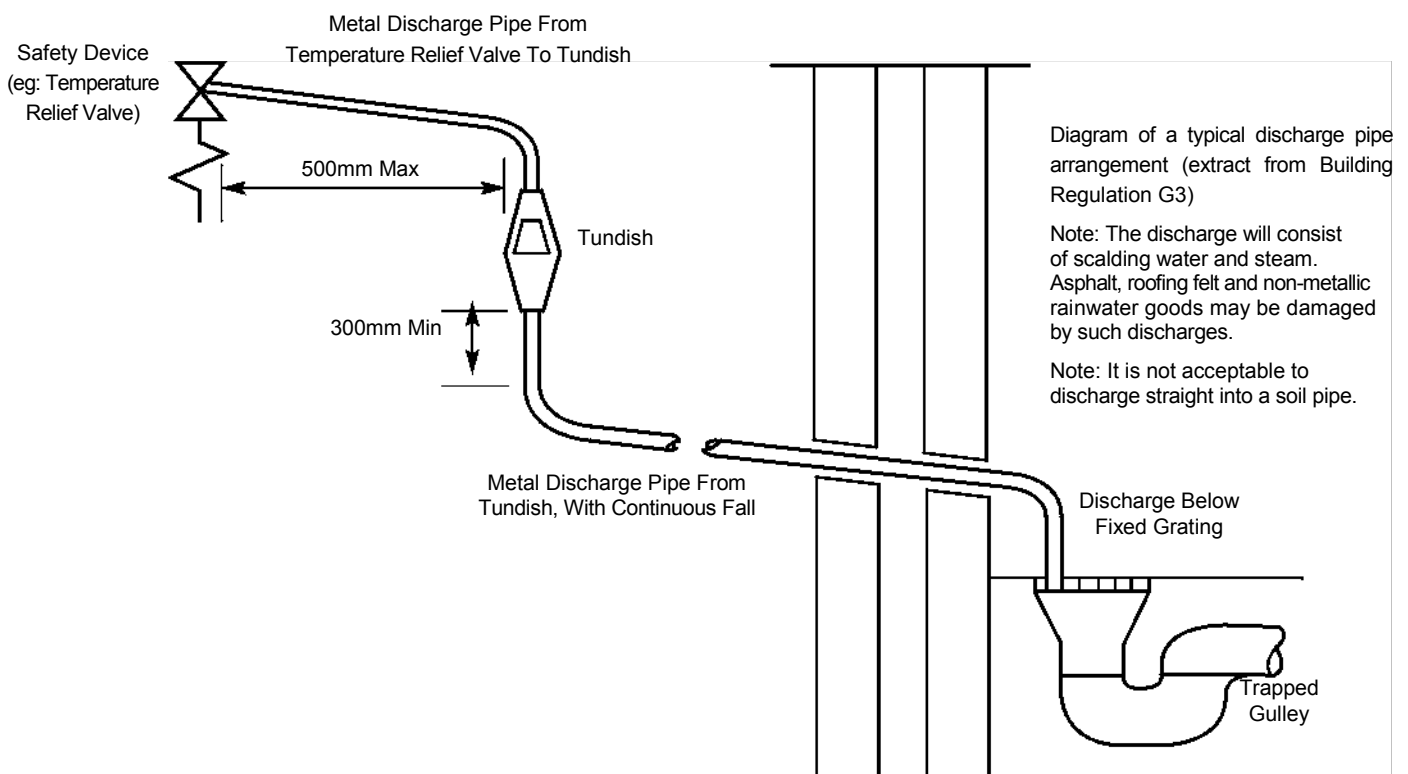 Metal Discharge Pipe From
Temperature Relief Valve To Tundish
Safety Device
(eg: Temperature
Relief Valve)
500mm Max
Tundish
300mm Min
Metal Discharge Pipe From
Tundish, With Continuous Fall
Diagram of a typical discharge pipe
arrangement (extract from Building
Regulation G3)
Note: The discharge will consist
of scalding water and steam.
Asphalt, roofing felt and non-metallic
rainwater goods may be damaged
by such discharges.
Note: It is not acceptable to
discharge straight into a soil pipe.
Discharge Below
Fixed Grating
Trapped
Gulley